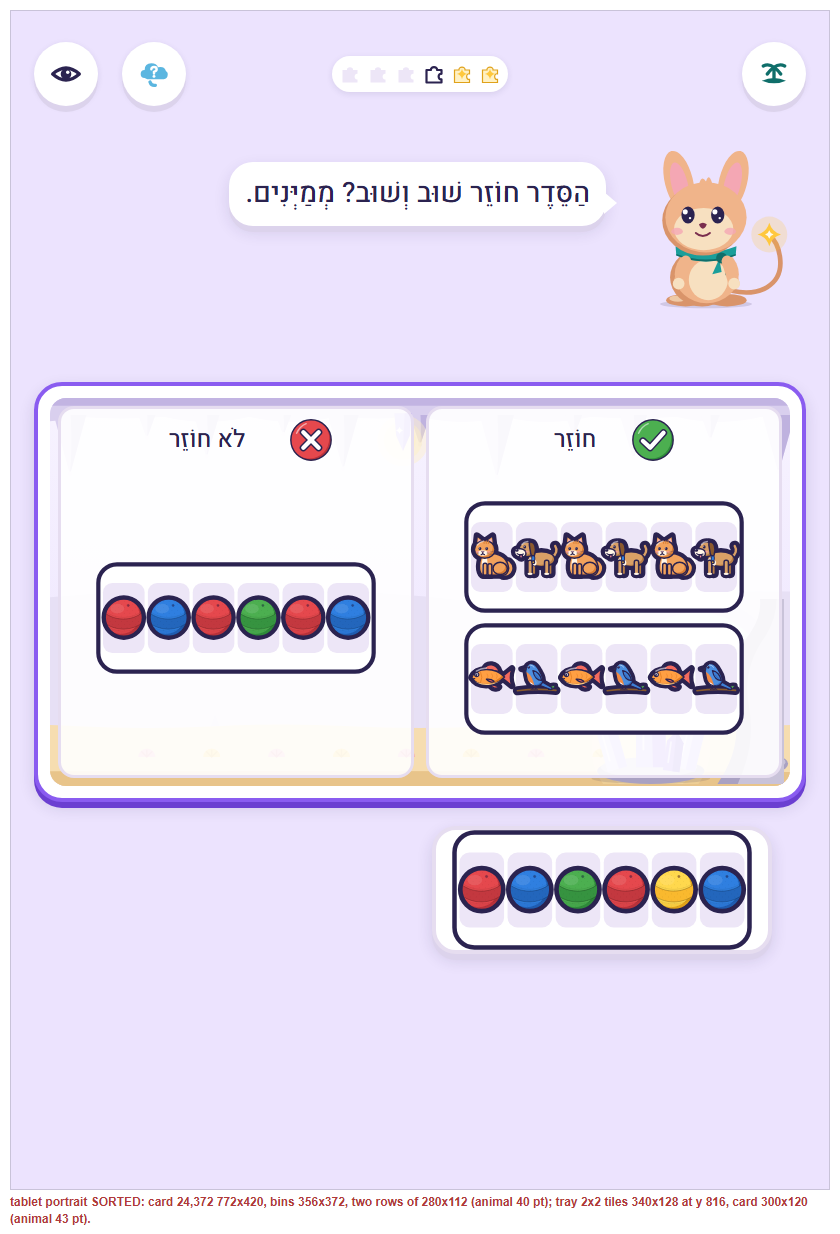 הַסֵּדֶר חוֹזֵר שׁוּב וְשׁוּב? מְמַיְּנִים.
חוֹזֵר
לֹא חוֹזֵר
tablet portrait SORTED: card 24,372 772x420, bins 356x372, two rows of 280x112 (animal 40 pt); tray 2x2 tiles 340x128 at y 816, card 300x120
(animal 43 pt).